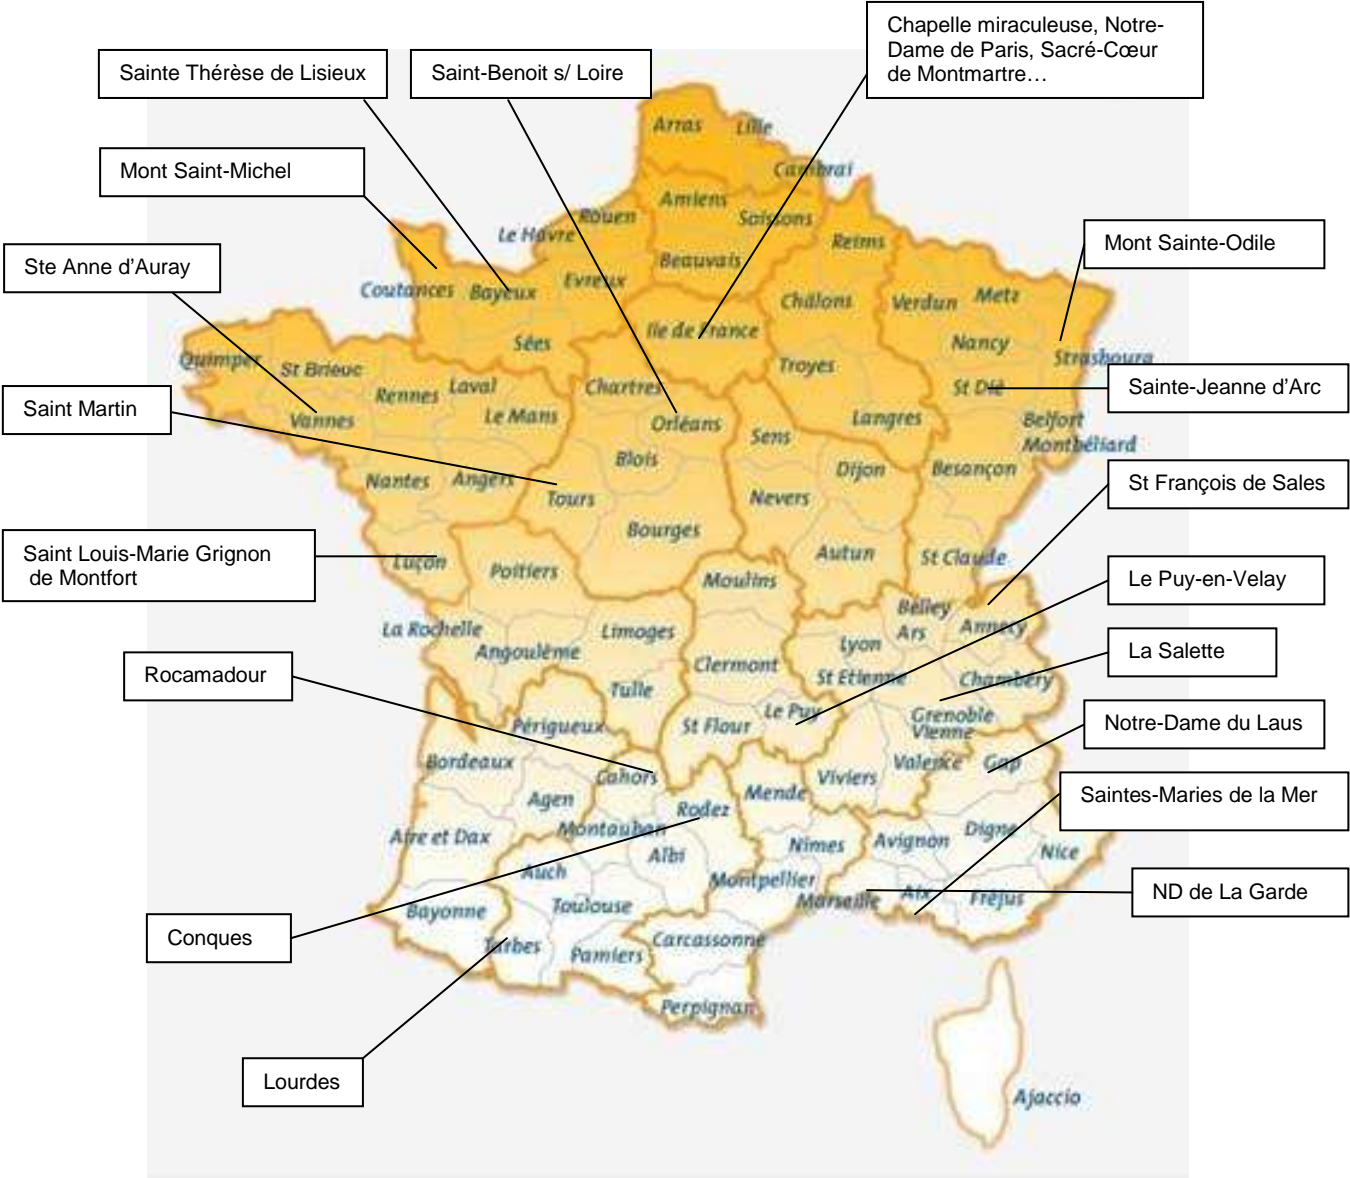 Chapelle miraculeuse, Notre-
Dame de Paris, Sacré-Cœur
de Montmartre…
Sainte Thérèse de Lisieux
Saint-Benoit s/ Loire
Mont Saint-Michel
Ste Anne d’Auray
Saint Martin
Saint Louis-Marie Grignon
de Montfort
Rocamadour
Conques
Lourdes
Mont Sainte-Odile
Sainte-Jeanne d’Arc
St François de Sales
Le Puy-en-Velay
La Salette
Notre-Dame du Laus
Saintes-Maries de la Mer
ND de La Garde
Arras
Lille
Cambrai
Amiens
Rouen
Soissons
Le Havre
Reims
Beauvais
Evreux
Coutances
Bayeux
Châlons
Verdun
Metz
Ile de France
Sées
Nancy
Quimper
St Brieuc
Strasbourg
Troyes
Rennes
Laval
Chartres
St Dié
Vannes
Le Mans
Orléans
Langres
Belfort
Sens
Montbéliard
Blois
Dijon
Besançon
Nantes
Angers
Tours
Nevers
Bourges
Autun
St Claude
Luçon
Poitiers
Moulins
Belley
La Rochelle
Limoges
Ars
Annecy
Angoulême
Lyon
Clermont
St Etienne
Chambéry
Tulle
Le Puy
Grenoble
Vienne
Périgueux
St Flour
Bordeaux
Cahors
Viviers
Valence
Gap
Agen
Rodez
Mende
Aire et Dax
Montauban
Albi
Nîmes
Avignon
Digne
Nice
Auch
Montpellier
Bayonne
Toulouse
Marseille
Aix
Fréjus
Tarbes
Pamiers
Carcassonne
Perpignan
Ajaccio